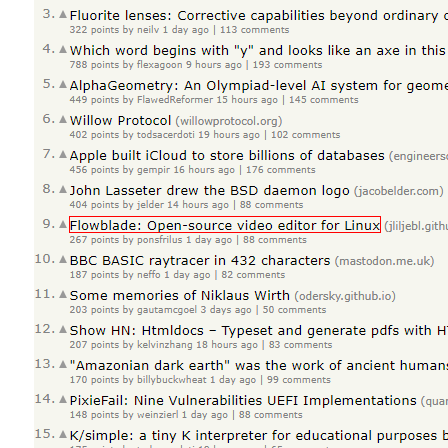 3. Fluorite lenses: Corrective capabilities beyond ordinary o
322 points by neilv 1 day ago | 113 comments
4. Which word begins with "y" and looks like an axe in this
788 points by flexagoon 9 hours ago | 193 comments
5. AlphaGeometry: An Olympiad-level AI system for geome
449 points by FlawedReformer 15 hours ago | 145 comments
6. Willow Protocol (willowprotocol.org)
402 points by todsacerdoti 19 hours ago | 102 comments
7. Apple built iCloud to store billions of databases (engineers
456 points by gempir 16 hours ago | 176 comments
8. John Lasseter drew the BSD daemon logo (jacobelder.com)
404 points by jelder 14 hours ago | 88 comments
9. Flowblade: Open-source video editor for Linux (jliljebl.gith
267 points by ponsfrilus 1 day ago | 88 comments
10. BBC BASIC raytracer in 432 characters (mastodon.me.uk)
187 points by neffo 1 day ago | 82 comments
11. Some memories of Niklaus Wirth (odersky.github.io)
203 points by gautamcgoel 3 days ago | 50 comments
12. Show HN: Htmldocs – Typeset and generate pdfs with H
207 points by kelvinzhang 18 hours ago | 83 comments
13. "Amazonian dark earth" was the work of ancient humans
170 points by billybuckwheat 1 day ago | 99 comments
14. PixieFail: Nine Vulnerabilities UEFI Implementations (quar
148 points by weinzierl 1 day ago | 88 comments
15. K/simple: a tiny K interpreter for educational purposes b